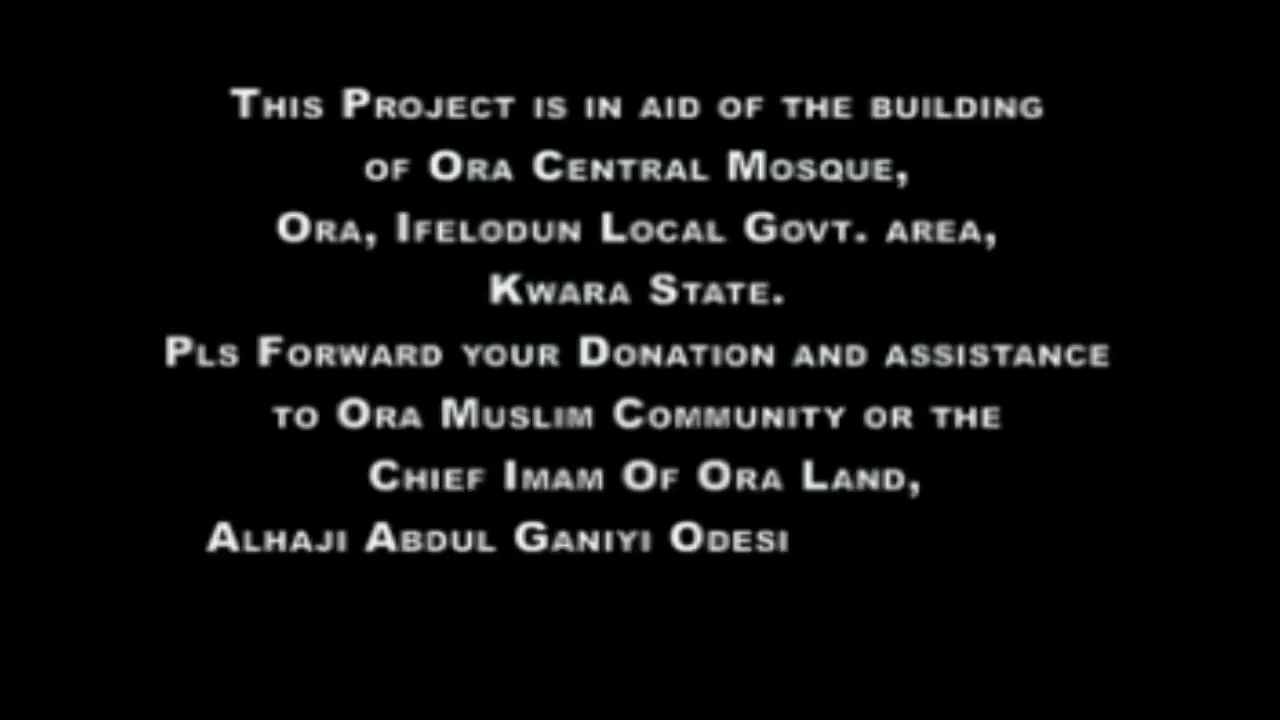 This Project is in aid of the building
of Ora Central Mosque,
Ora, Ifelodun Local Govt. area,
Kwara State.
Pls Forward your Donation and assistance
to Ora Muslim Community or the
Chief Imam Of Ora Land,
Alhaji Abdul Ganiyi Odesi